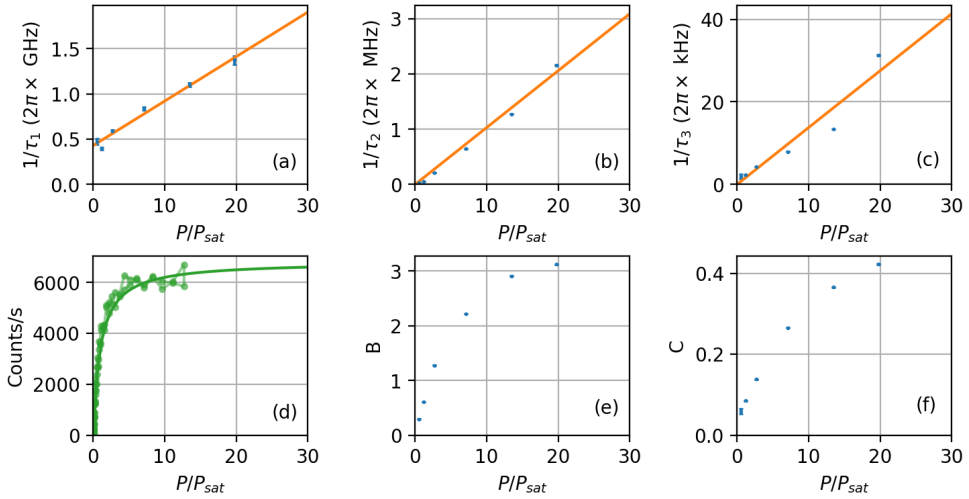 1/τ₁ (2π× GHz)
1.5
1.0
0.5
0.0
(a)
0 10 20 30
P/Pₛₐₜ
1/τ₂ (2π× MHz)
3
2
1
0
(b)
0 10 20 30
P/Pₛₐₜ
1/τ₃ (2π× kHz)
40
20
0
(c)
0 10 20 30
P/Pₛₐₜ
Counts/s
6000
4000
2000
0
(d)
0 10 20 30
P/Pₛₐₜ
B
3
2
1
0
(e)
0 10 20 30
P/Pₛₐₜ
C
0.4
0.2
0.0
(f)
0 10 20 30
P/Pₛₐₜ